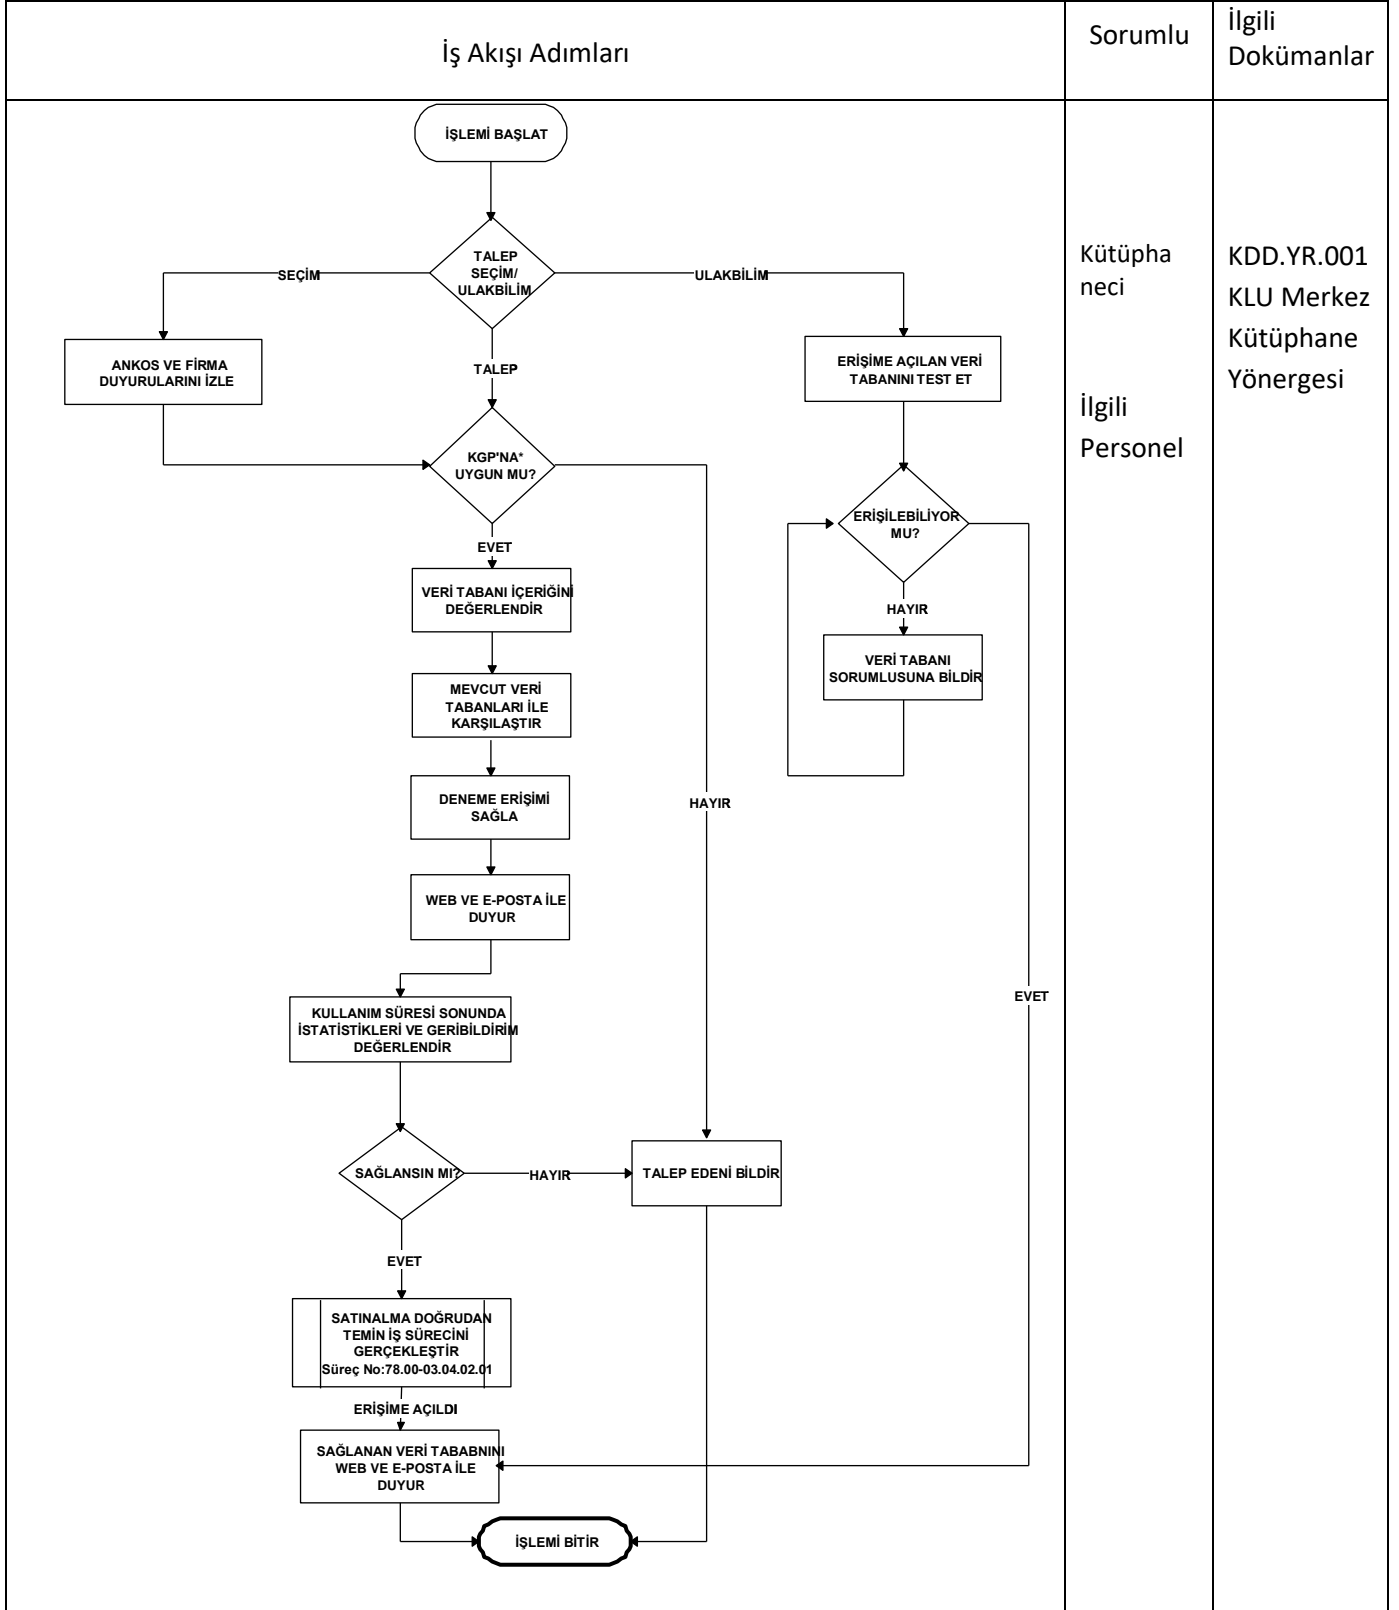 İş Akışı Adımları
Sorumlu
İlgili
Dokümanlar
İŞLEMİ BAŞLAT
TALEP
SEÇİM/
ULAKBİLİM
SEÇİM
ULAKBİLİM
TALEP
ANKOS VE FİRMA
DUYURULARINI İZLE
ERİŞİME AÇILAN VERİ
TABANINI TEST ET
KGP'NA*
UYGUN MU?
ERİŞİLEBİLİYOR
MU?
EVET
HAYIR
VERİ TABANI İÇERİĞİNİ
DEĞERLENDİR
VERİ TABANI
SORUMLUSUNA BİLDİR
MEVCUT VERİ
TABANLARI İLE
KARŞILAŞTIR
DENEME ERİŞİMİ
SAĞLA
HAYIR
WEB VE E-POSTA İLE
DUYUR
EVET
KULLANIM SÜRESİ SONUNDA
İSTATİSTİKLERİ VE GERİBİLDİRİM
DEĞERLENDİR
SAĞLANSIN MI?
HAYIR
TALEP EDENİ BİLDİR
EVET
SATINALMA DOĞRUDAN
TEMİN İŞ SÜRECİNİ
GERÇEKLEŞTİR
Süreç No:78.00-03.04.02.01
ERİŞİME AÇILDI
SAĞLANAN VERİ TABABNINI
WEB VE E-POSTA İLE
DUYUR
İŞLEMİ BİTİR
Kütüpha
neci
İlgili
Personel
KDD.YR.001
KLU Merkez
Kütüphane
Yönergesi